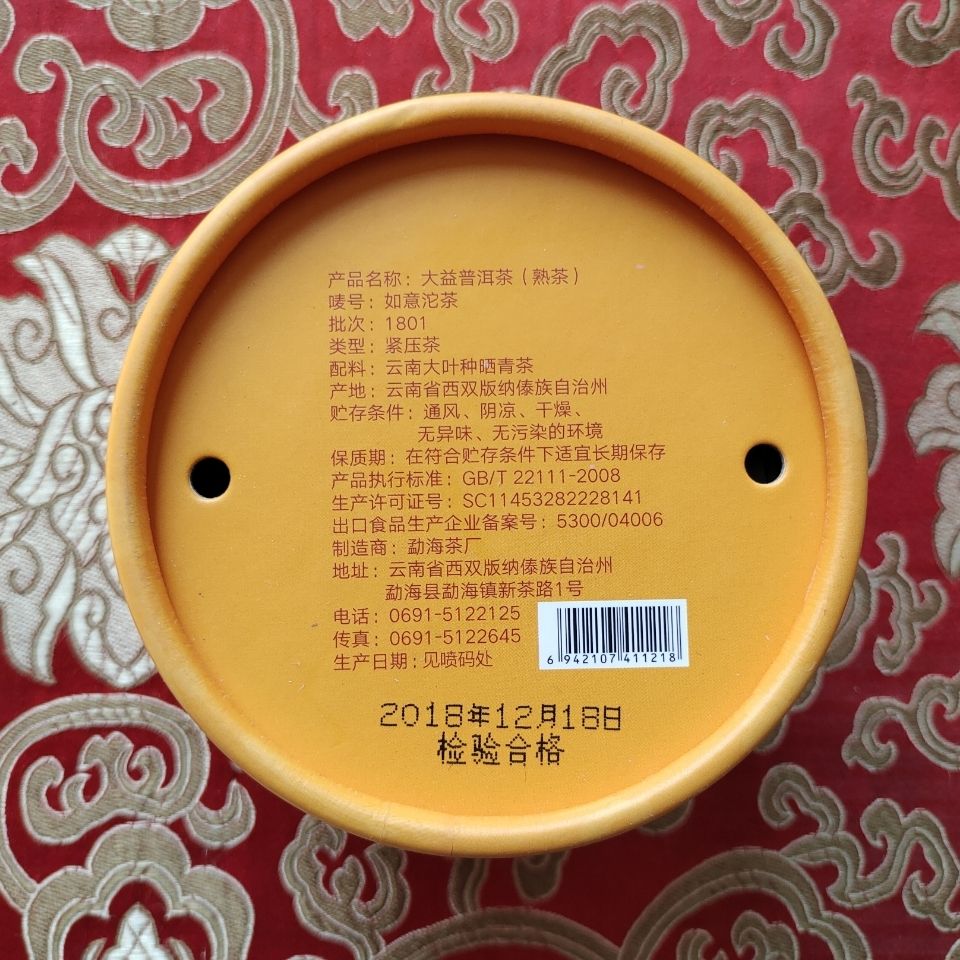 产品名称：大益普洱茶（熟茶）
唛号：如意沱茶
批次：1801
类型：紧压茶
配料：云南大叶种晒青茶
产地：云南省西双版纳傣族自治州
贮存条件：通风、阴凉、干燥、
无异味、无污染的环境
保质期：在符合贮存条件下适宜长期保存
产品执行标准：GB/T 22111-2008
生产许可证号：SC11453282228141
出口食品生产企业备案号：5300/04006
制造商：勐海茶厂
地址：云南省西双版纳傣族自治州
勐海县勐海镇新茶路1号
电话：0691-5122125
传真：0691-5122645
生产日期：见喷码处
6 942107 411218
2018年12月18日
检验合格